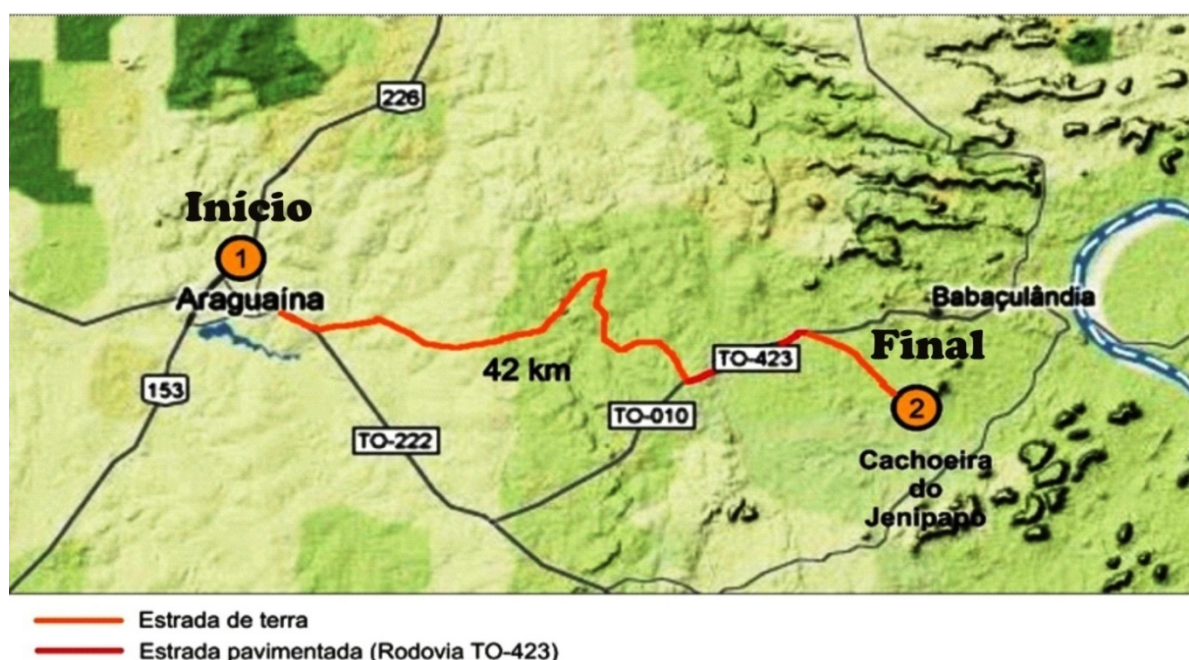 226
Início
1
Araguaína
Babaçulândia
Final
TO-423
42 km
153
2
TO-010
TO-222
Cachoeira
do
Jenipapo
Estrada de terra
Estrada pavimentada (Rodovia TO-423)